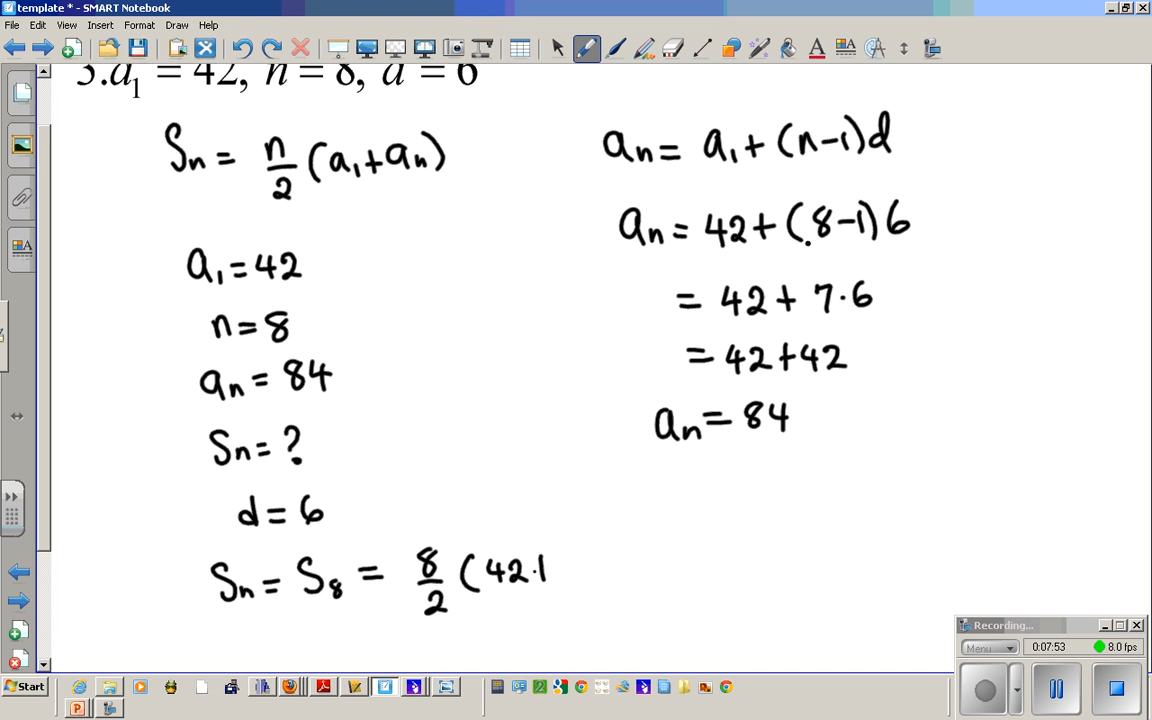 template * - SMART Notebook
File Edit View Insert Format Draw Help
3.a₁ = 42, n = 8, d = 6
Sn = n/2 (a₁+an)
an = a₁ + (n-1)d
an = 42+(8-1)6
a₁ = 42
= 42 + 7·6
n = 8
= 42+42
an = 84
an = 84
Sn = ?
d = 6
Sn = S₈ = 8/2 (42·1
Recording...
Menu 0:07:53 8.0 fps
Start